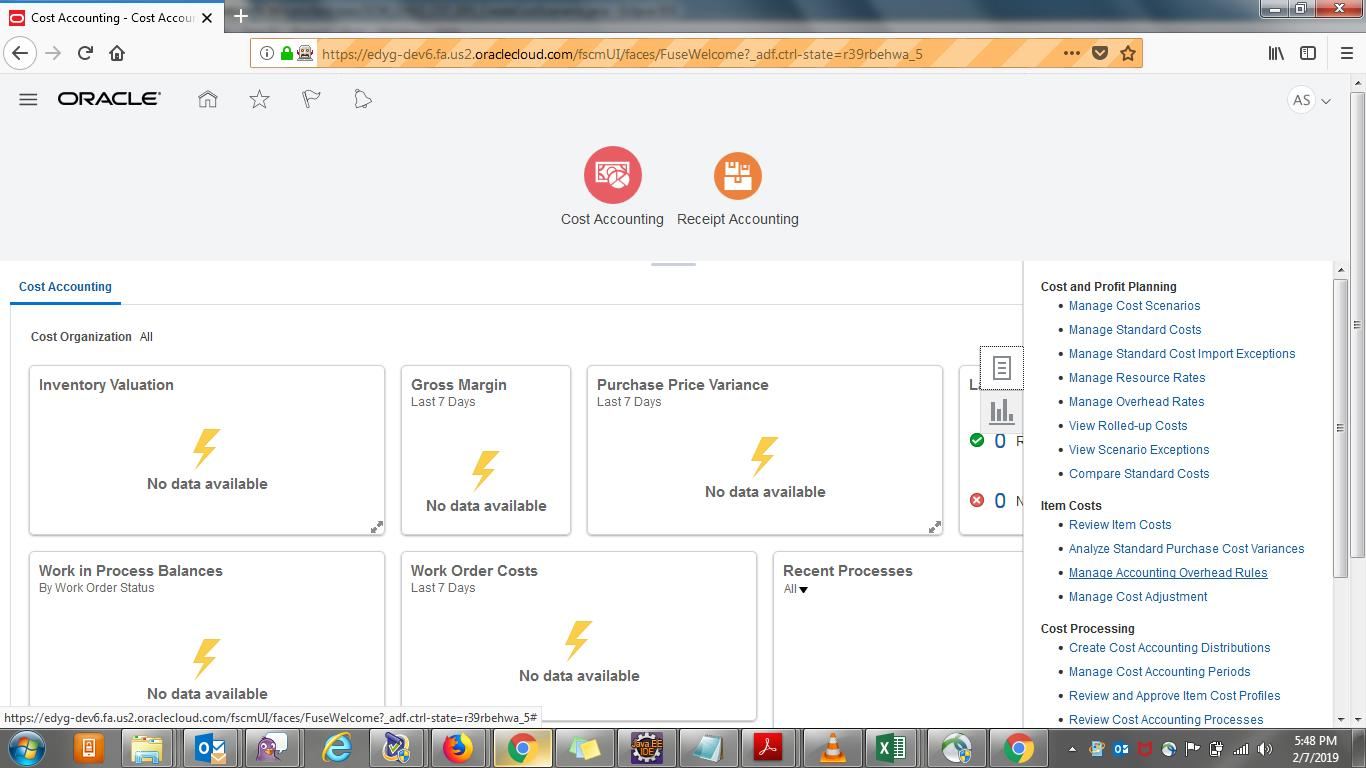 Cost Accounting - Cost Accour
https://edyg-dev6.fa.us2.oraclecloud.com/fscmUI/faces/FuseWelcome?_adf.ctrl-state=r39rbehwa_5
ORACLE
AS
Cost Accounting
Receipt Accounting
Cost Accounting
Cost Organization All
Inventory Valuation
No data available
Gross Margin
Last 7 Days
No data available
Purchase Price Variance
Last 7 Days
No data available
0
0
Work in Process Balances
By Work Order Status
No data available
Work Order Costs
Last 7 Days
No data available
Recent Processes
All
Cost and Profit Planning
Manage Cost Scenarios
Manage Standard Costs
Manage Standard Cost Import Exceptions
Manage Resource Rates
Manage Overhead Rates
View Rolled-up Costs
View Scenario Exceptions
Compare Standard Costs
Item Costs
Review Item Costs
Analyze Standard Purchase Cost Variances
Manage Accounting Overhead Rules
Manage Cost Adjustment
Cost Processing
Create Cost Accounting Distributions
Manage Cost Accounting Periods
Review and Approve Item Cost Profiles
Review Cost Accounting Processes
https://edyg-dev6.fa.us2.oraclecloud.com/fscmUI/faces/FuseWelcome?_adf.ctrl-state=r39rbehwa_5#
Java EE
IDE
5:48 PM
2/7/2019